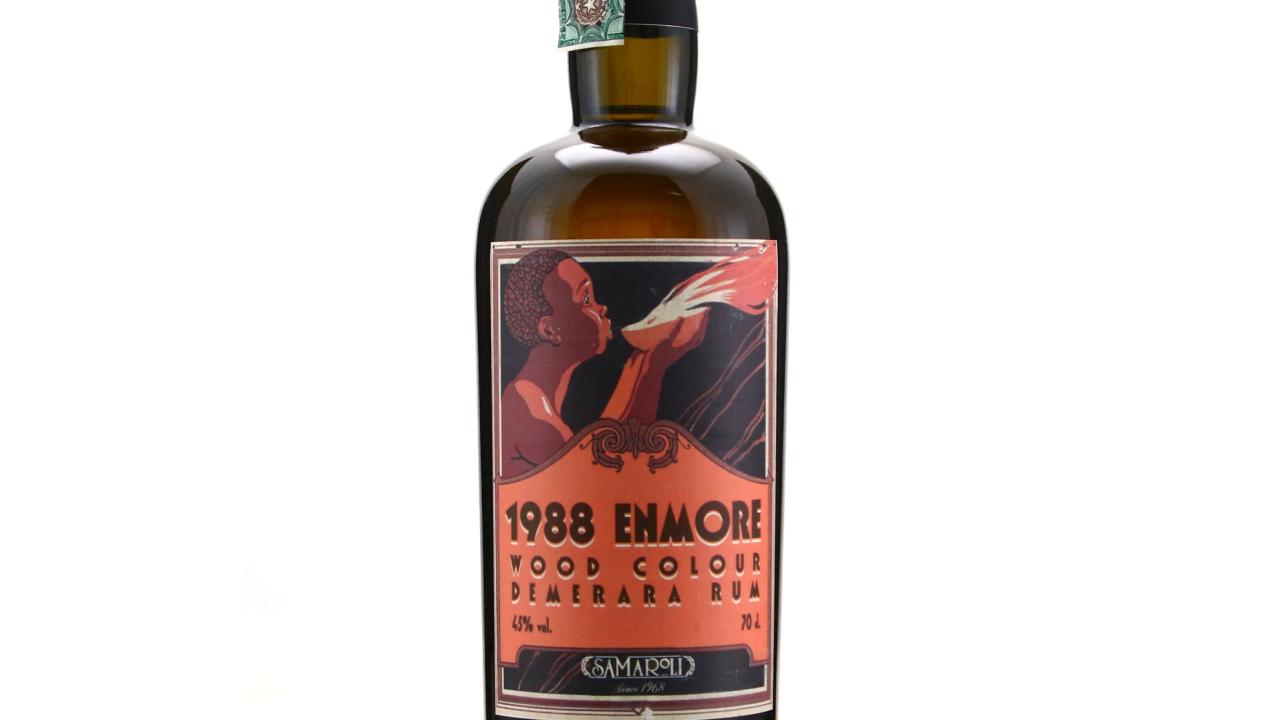 1988 ENMORE
WOOD COLOUR
DEMERARA RUM
45% vol. 70 cl.
SAMAROLI
Since 1968